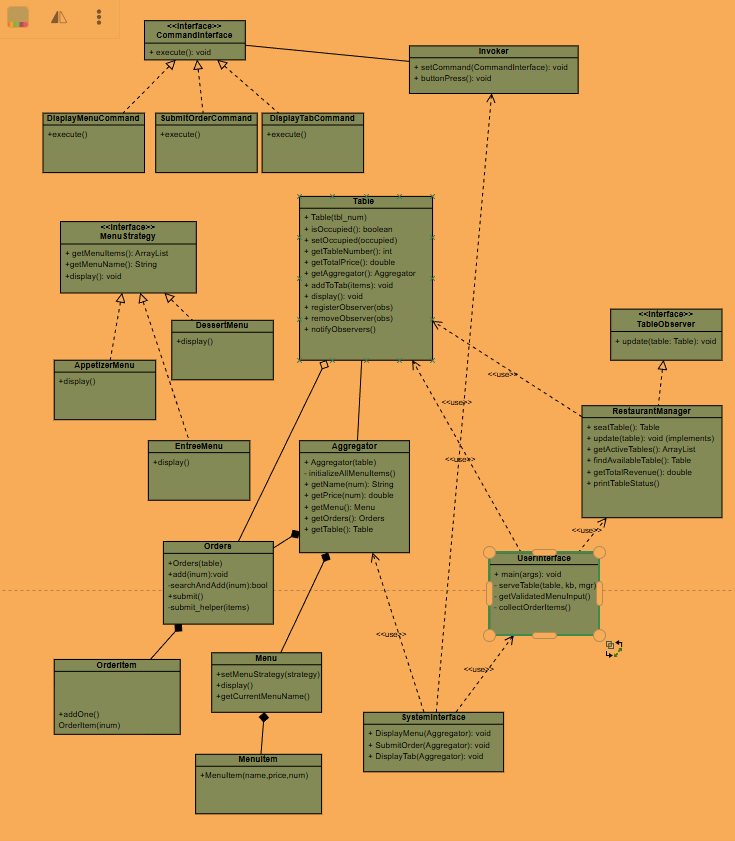 <<Interface>>
CommandInterface
+ execute(): void
Invoker
+ setCommand(CommandInterface): void
+ buttonPress(): void
DisplayMenuCommand
+execute()
SubmitOrderCommand
+execute()
DisplayTabCommand
+execute()
Table
+ Table(tbl_num)
+ isOccupied(): boolean
+ setOccupied(occupied)
+ getTableNumber(): int
+ getTotalPrice(): double
+ getAggregator(): Aggregator
+ addToTab(items): void
+ display(): void
+ registerObserver(obs)
+ removeObserver(obs)
+ notifyObservers()
<<Interface>>
MenuStrategy
+ getMenuItems(): ArrayList
+getMenuName(): String
+display(): void
DessertMenu
+display()
<<Interface>>
TableObserver
+ update(table: Table): void
AppetizerMenu
+display()
<<use>>
<<use>>
RestaurantManager
+ seatTable(): Table
+ update(table): void (implements)
+ getActiveTables(): ArrayList
+ findAvailableTable(): Table
+ getTotalRevenue(): double
+ printTableStatus()
EntreeMenu
+display()
Aggregator
+ Aggregator(table)
- initializeAllMenuItems()
+ getName(num): String
+ getPrice(num): double
+ getMenu(): Menu
+ getOrders(): Orders
+ getTable(): Table
<<use>>
<<use>>
Orders
+Orders(table)
+add(inum):void
-searchAndAdd(inum):bool
+submit()
-submit_helper(items)
UserInterface
+ main(args): void
- serveTable(table, kb, mgr)
- getValidatedMenuInput()
- collectOrderItems()
<<use>>
<<use>>
OrderItem
+addOne()
OrderItem(inum)
Menu
+setMenuStrategy(strategy)
+display()
+getCurrentMenuName()
SystemInterface
+ DisplayMenu(Aggregator): void
+ SubmitOrder(Aggregator): void
+ DisplayTab(Aggregator): void
MenuItem
+MenuItem(name,price,num)